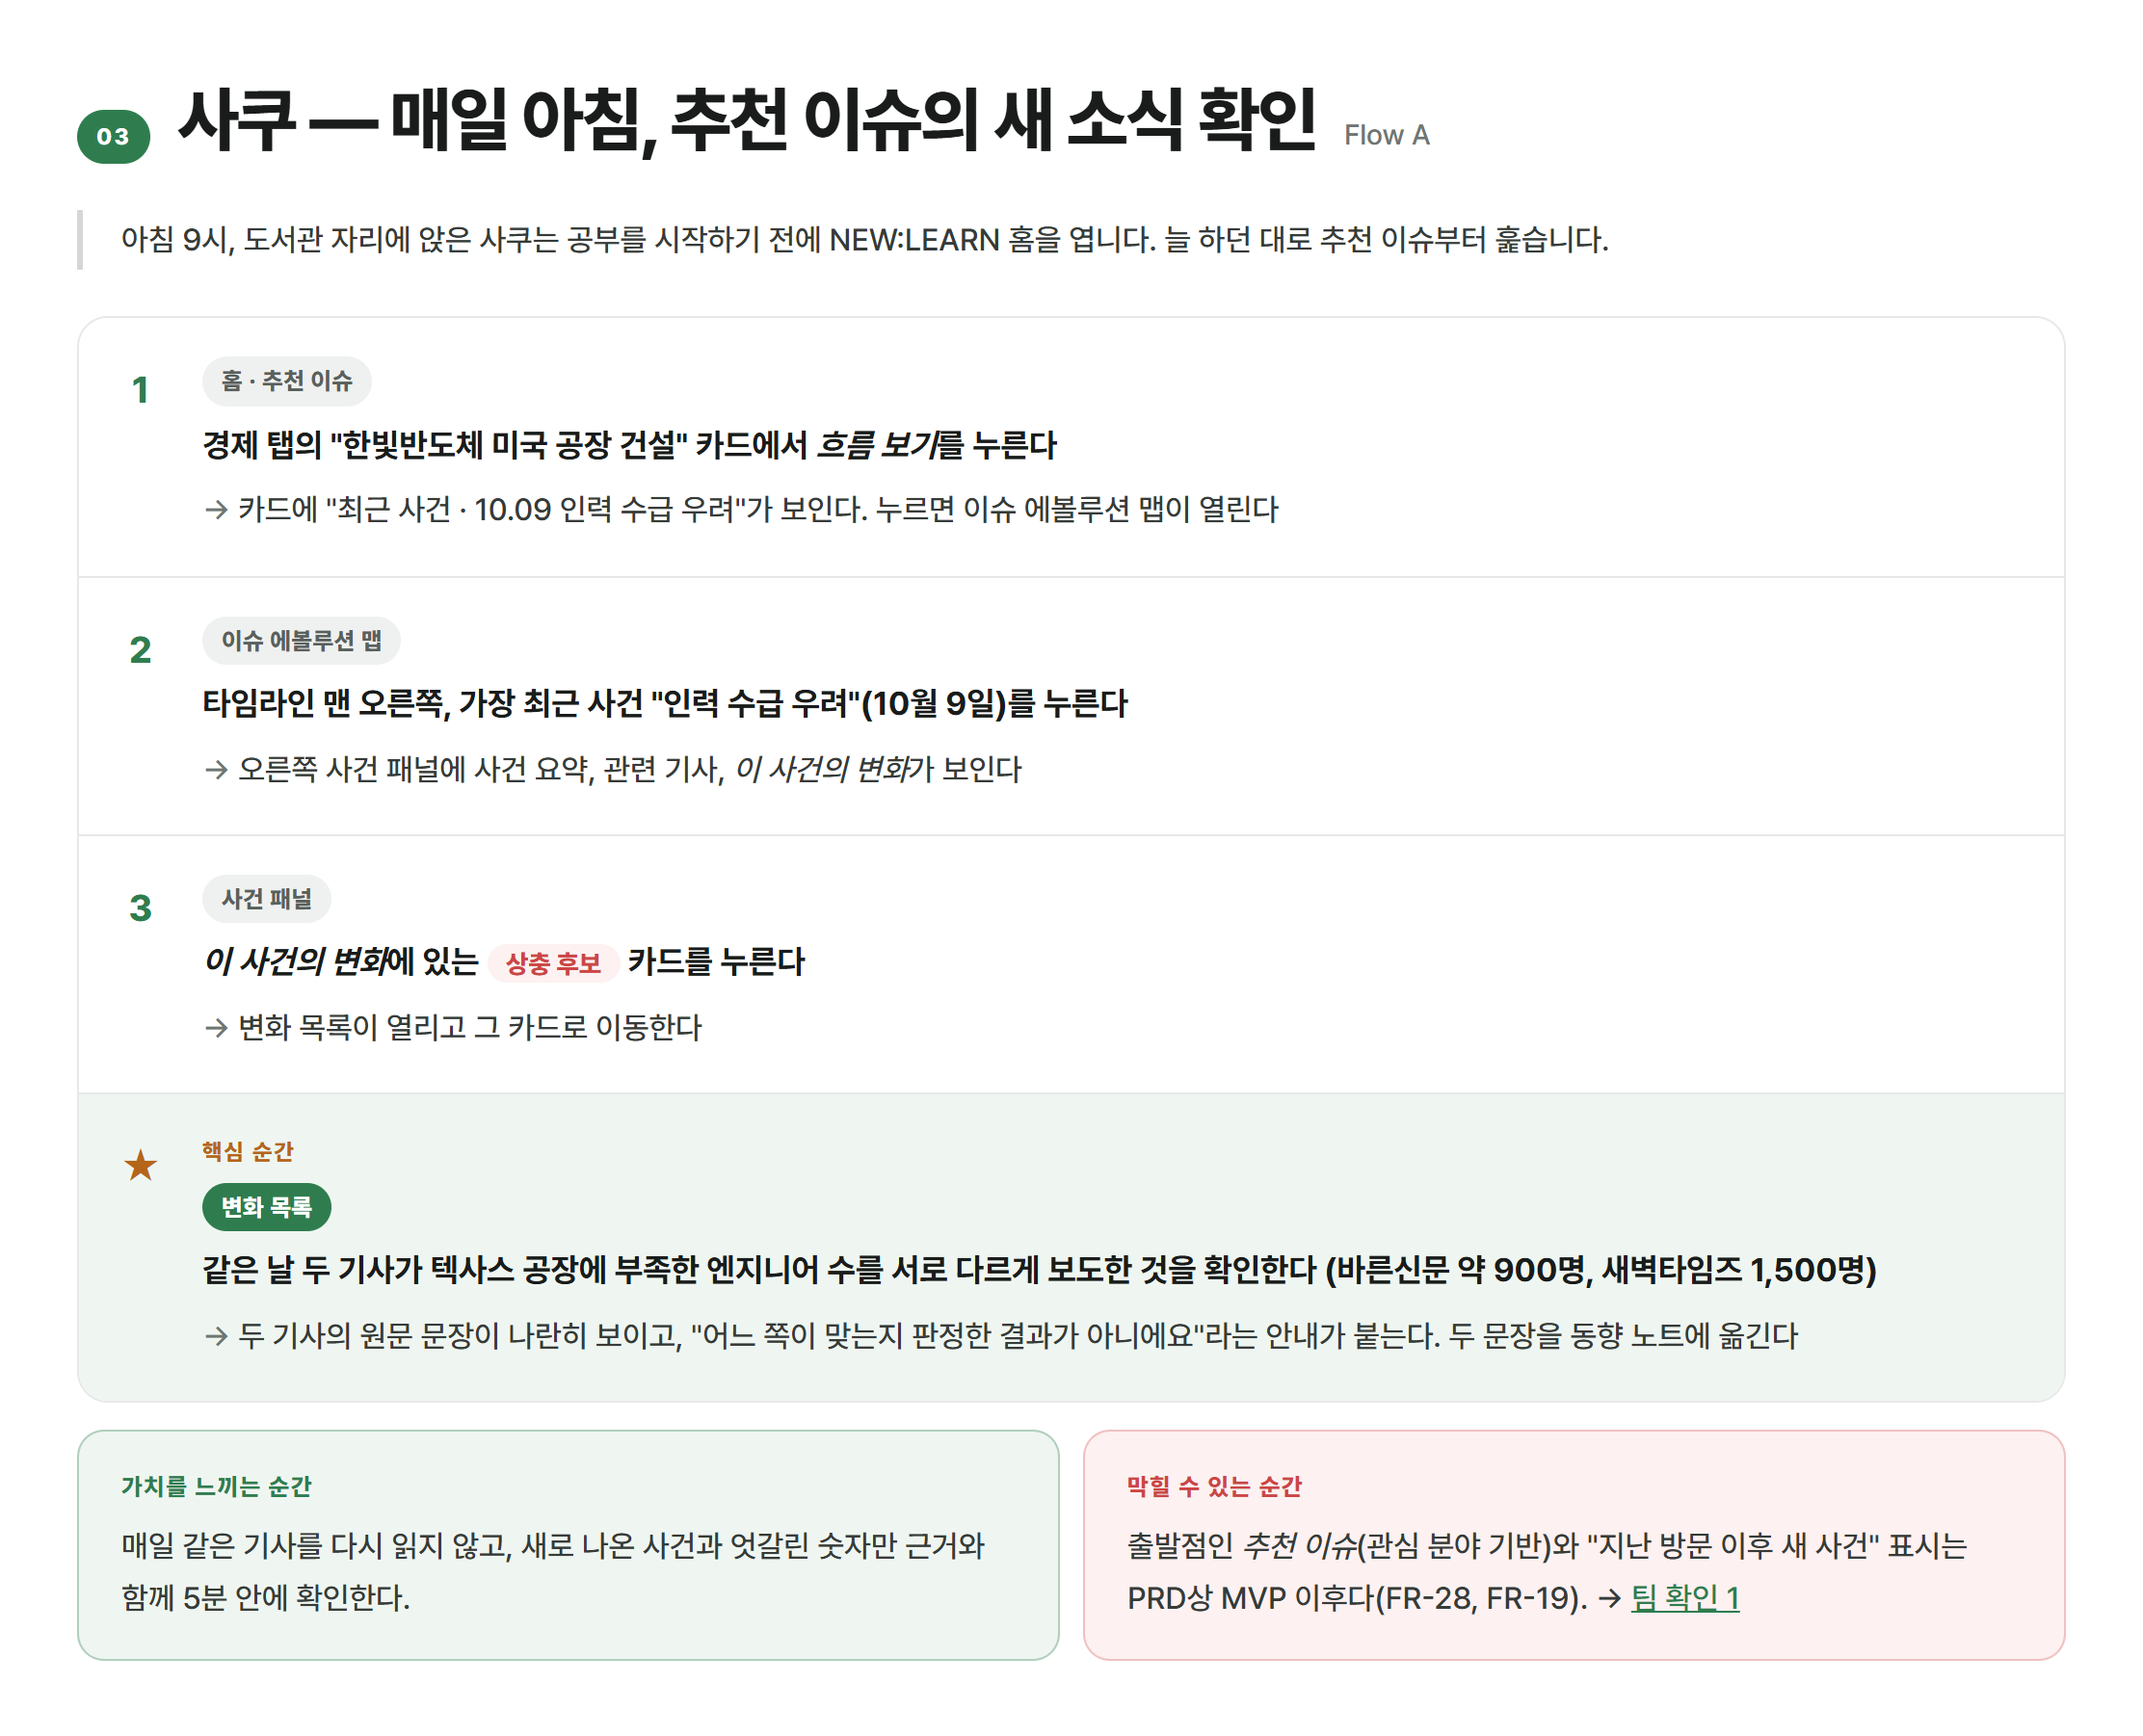 03 사쿠 — 매일 아침, 추천 이슈의 새 소식 확인 Flow A
아침 9시, 도서관 자리에 앉은 사쿠는 공부를 시작하기 전에 NEW:LEARN 홈을 엽니다. 늘 하던 대로 추천 이슈부터 훑습니다.
1 홈 · 추천 이슈
경제 탭의 "한빛반도체 미국 공장 건설" 카드에서 흐름 보기를 누른다
→ 카드에 "최근 사건 · 10.09 인력 수급 우려"가 보인다. 누르면 이슈 에볼루션 맵이 열린다
2 이슈 에볼루션 맵
타임라인 맨 오른쪽, 가장 최근 사건 "인력 수급 우려"(10월 9일)를 누른다
→ 오른쪽 사건 패널에 사건 요약, 관련 기사, 이 사건의 변화가 보인다
3 사건 패널
이 사건의 변화에 있는 상충 후보 카드를 누른다
→ 변화 목록이 열리고 그 카드로 이동한다
★ 핵심 순간
변화 목록
같은 날 두 기사가 텍사스 공장에 부족한 엔지니어 수를 서로 다르게 보도한 것을 확인한다 (바른신문 약 900명, 새벽타임즈 1,500명)
→ 두 기사의 원문 문장이 나란히 보이고, "어느 쪽이 맞는지 판정한 결과가 아니에요"라는 안내가 붙는다. 두 문장을 동향 노트에 옮긴다
가치를 느끼는 순간
매일 같은 기사를 다시 읽지 않고, 새로 나온 사건과 엇갈린 숫자만 근거와
함께 5분 안에 확인한다.
막힐 수 있는 순간
출발점인 추천 이슈(관심 분야 기반)와 "지난 방문 이후 새 사건" 표시는
PRD상 MVP 이후다(FR-28, FR-19). → 팀 확인 1